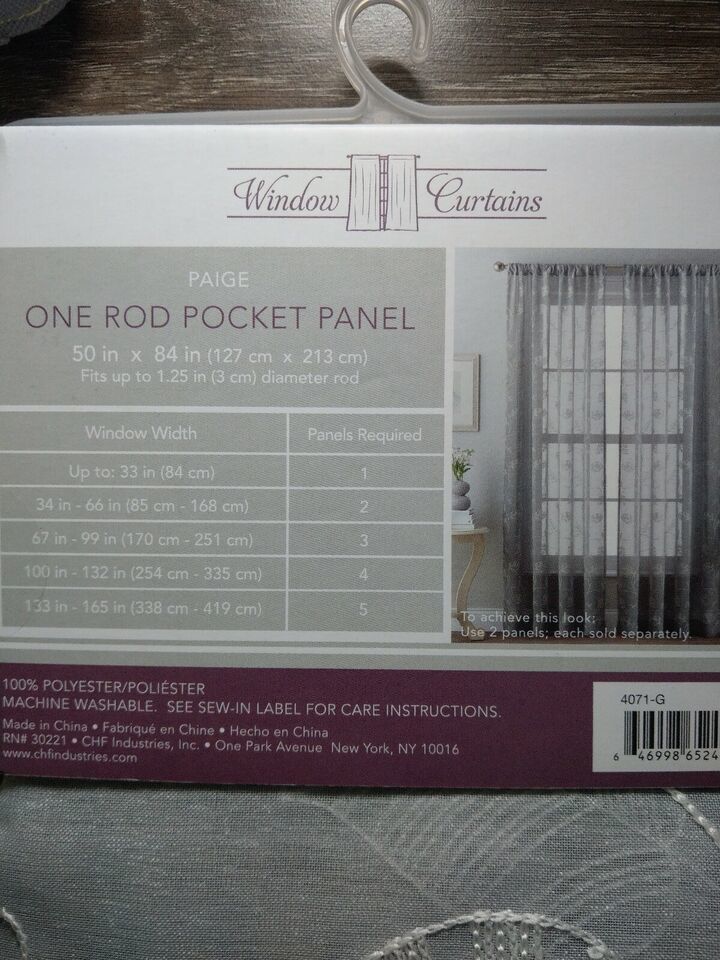 Window Curtains
PAIGE
ONE ROD POCKET PANEL
50 in x 84 in (127 cm x 213 cm)
Fits up to 1.25 in (3 cm) diameter rod
Window Width Panels Required
Up to: 33 in (84 cm) 1
34 in - 66 in (85 cm - 168 cm) 2
67 in - 99 in (170 cm - 251 cm) 3
100 in - 132 in (254 cm - 335 cm) 4
133 in - 165 in (338 cm - 419 cm) 5
To achieve this look:
Use 2 panels; each sold separately.
100% POLYESTER/POLIÉSTER
MACHINE WASHABLE. SEE SEW-IN LABEL FOR CARE INSTRUCTIONS.
Made in China • Fabriqué en Chine • Hecho en China
RN# 30221 • CHF Industries, Inc. • One Park Avenue New York, NY 10016
www.chfindustries.com
4071-G
6 46998 6524